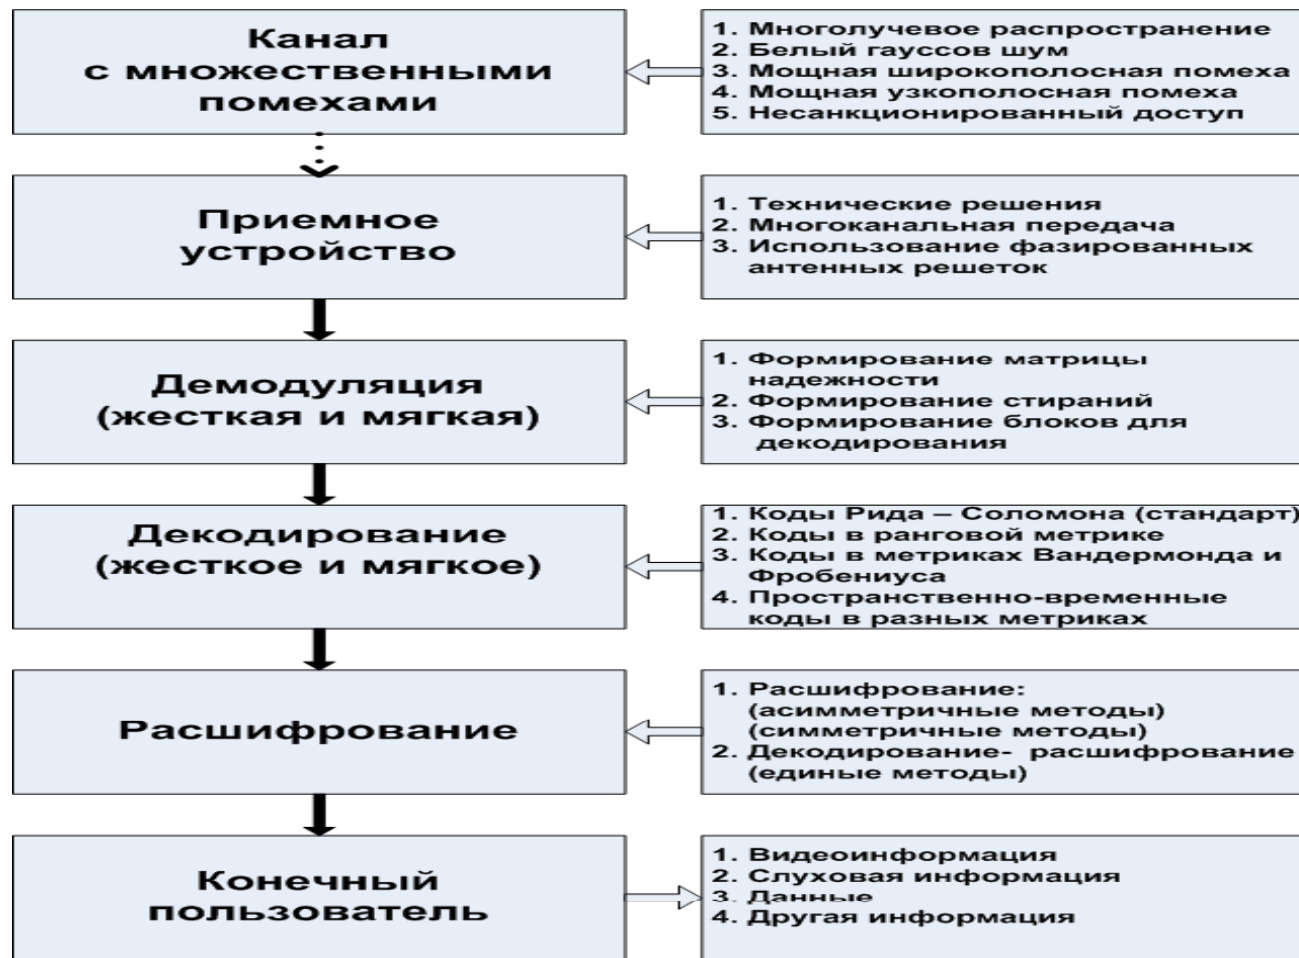 Канал
с множественными
помехами
1. Многолучевое распространение
2. Белый гауссов шум
3. Мощная широкополосная помеха
4. Мощная узкополосная помеха
5. Несанкционированный доступ
Приемное
устройство
1. Технические решения
2. Многоканальная передача
3. Использование фазированных
антенных решеток
Демодуляция
(жесткая и мягкая)
1. Формирование матрицы
надежности
2. Формирование стираний
3. Формирование блоков для
декодирования
Декодирование
(жесткое и мягкое)
1. Коды Рида – Соломона (стандарт)
2. Коды в ранговой метрике
3. Коды в метриках Вандермонда и
Фробениуса
4. Пространственно-временные
коды в разных метриках
Расшифрование
1. Расшифрование:
(асимметричные методы)
(симметричные методы)
2. Декодирование- расшифрование
(единые методы)
Конечный
пользователь
1. Видеоинформация
2. Слуховая информация
3. Данные
4. Другая информация